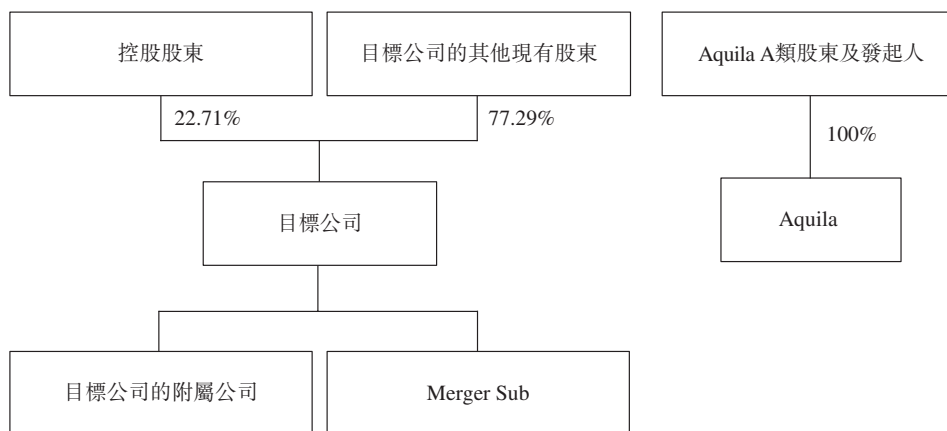 控股股東
目標公司的其他現有股東
Aquila A類股東及發起人
22.71%
77.29%
100%
目標公司
Aquila
目標公司的附屬公司
Merger Sub